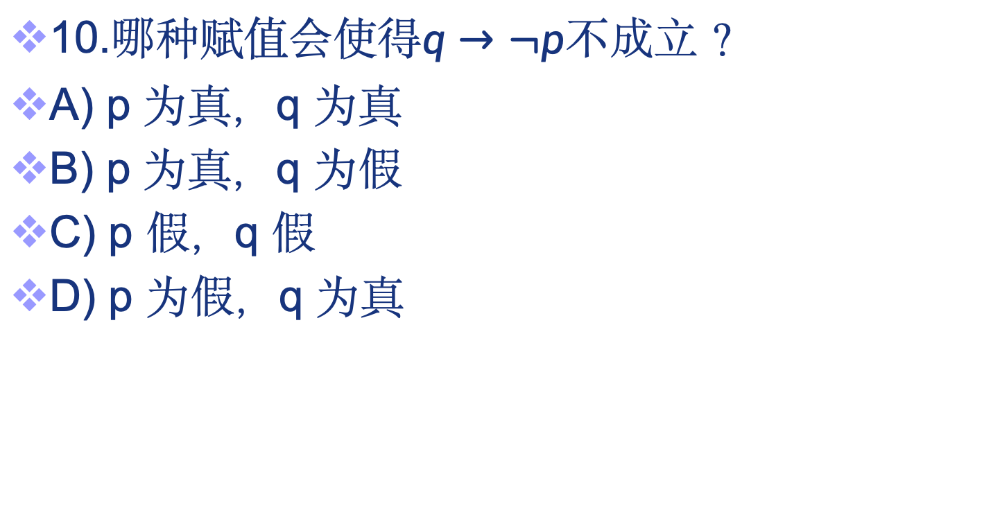 ❖10.哪种赋值会使得q → ¬p不成立？
❖A) p 为真，q 为真
❖B) p 为真，q 为假
❖C) p 假，q 假
❖D) p 为假，q 为真